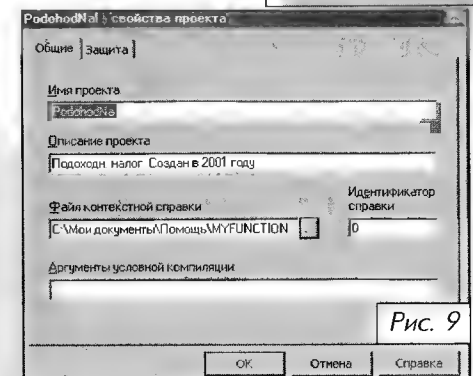 PodohodNal свойства проекта
Общие Защита
Имя проекта
PodohodNa
Описание проекта
Подоходн. налог. Создан в 2001 году
Файл контекстной справки
Идентификатор справки
C:\Мои документы\Помощь\MYFUNCTION ...
0
Аргументы условной компиляции
Рис. 9
OK Отмена Справка